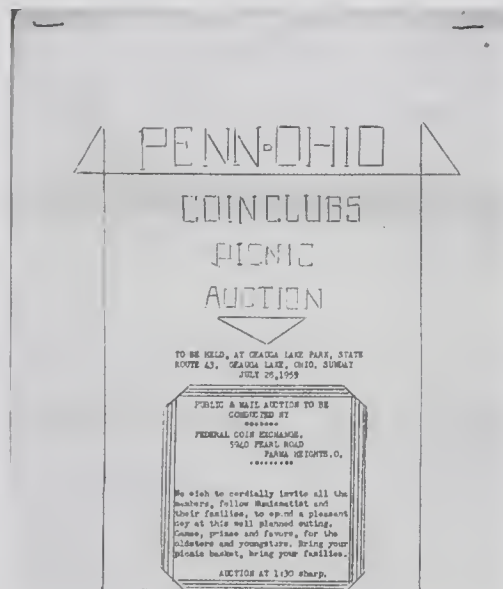 PENN-OHIO
COIN CLUBS
PICNIC
AUCTION
TO BE HELD, AT GEAUGA LAKE PARK, STATE
ROUTE 43, GEAUGA LAKE, OHIO, SUNDAY
JULY 1959
PUBLIC & MAIL AUCTION TO BE
CONDUCTED BY
*******
FEDERAL COIN EXCHANGE,
5940 PEARL ROAD
PARMA HEIGHTS,O.
*********
We wish to cordially invite all the
members, fellow Numismatist and
their families, to spend a pleasant
day at this well planned outing.
Games, prizes and favors, for the
oldsters and youngsters. Bring your
picnic basket, bring your families.
AUCTION AT 1:30 sharp.